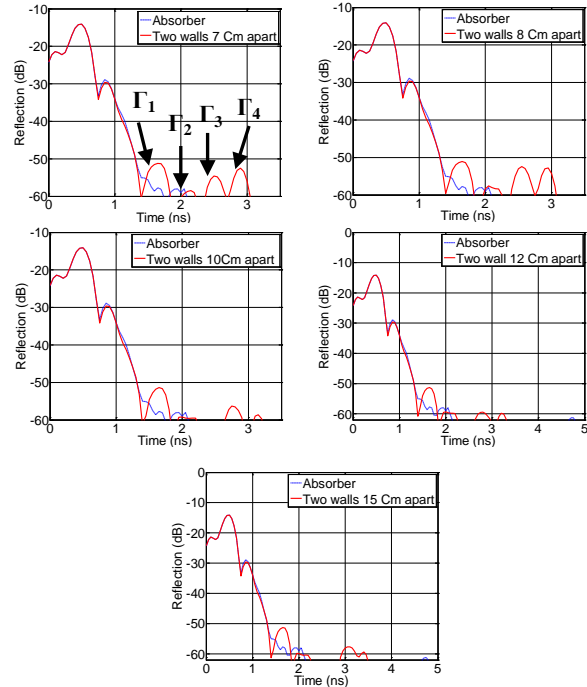 -10
-20
-30
-40
-50
-60
Reflection (dB)
0 1 2 3
Time (ns)
Absorber
Two walls 7 Cm apart
Γ1
Γ2
Γ3
Γ4
-10
-20
-30
-40
-50
-60
Reflection (dB)
0 1 2 3
Time (ns)
Absorber
Two walls 8 Cm apart
-10
-20
-30
-40
-50
-60
Reflection (dB)
0 1 2 3
Time (ns)
Absorber
Two walls 10Cm apart
0
-10
-20
-30
-40
-50
-60
Reflection (dB)
0 1 2 3 4 5
Time (ns)
Absorber
Two wall 12 Cm apart
0
-10
-20
-30
-40
-50
-60
Reflection (dB)
0 1 2 3 4 5
Time (ns)
Absorber
Two walls 15 Cm apart